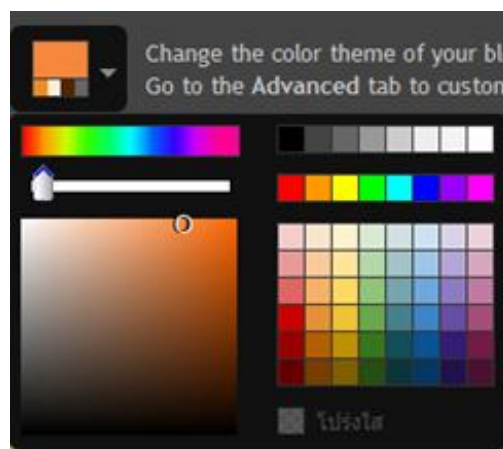 Change the color theme of your bl
Go to the Advanced tab to custom
โปร่งใส